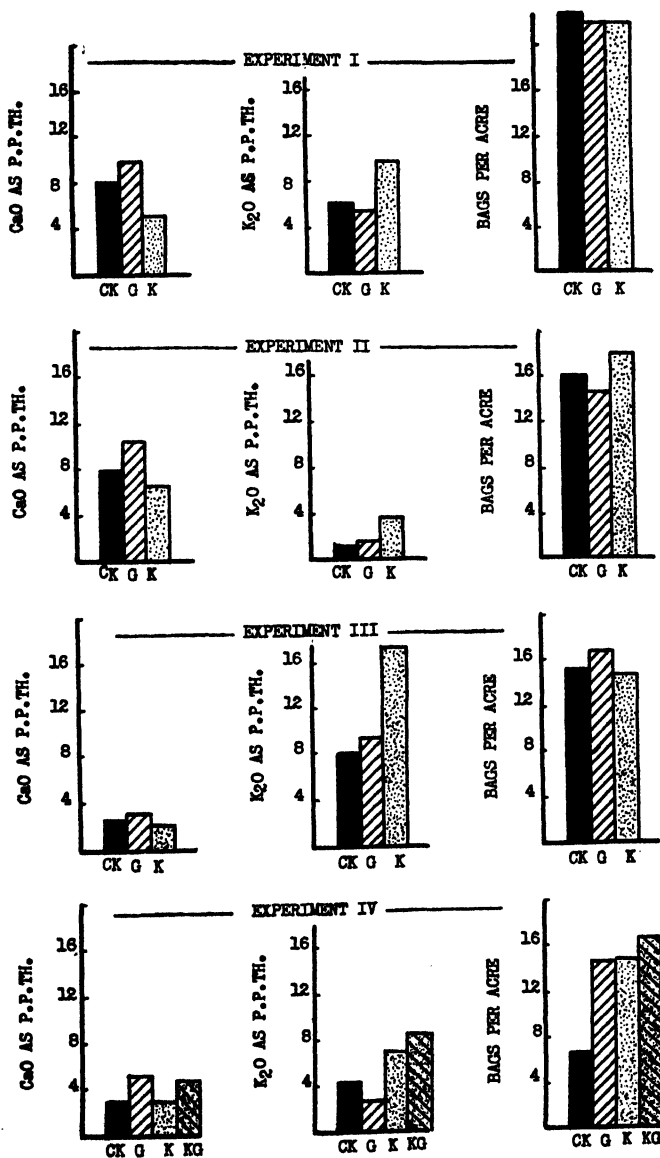 EXPERIMENT I
CaO AS P.P.TH.
16
12
8
4
CK G K
K2O AS P.P.TH.
16
12
8
4
CK G K
BAGS PER ACRE
16
12
8
4
CK G K
EXPERIMENT II
CaO AS P.P.TH.
16
12
8
4
CK G K
K2O AS P.P.TH.
16
12
8
4
CK G K
BAGS PER ACRE
16
12
8
4
CK G K
EXPERIMENT III
CaO AS P.P.TH.
16
12
8
4
CK G K
K2O AS P.P.TH.
16
12
8
4
CK G K
BAGS PER ACRE
16
12
8
4
CK G K
EXPERIMENT IV
CaO AS P.P.TH.
16
12
8
4
CK G K KG
K2O AS P.P.TH.
16
12
8
4
CK G K KG
BAGS PER ACRE
16
12
8
4
CK G K KG